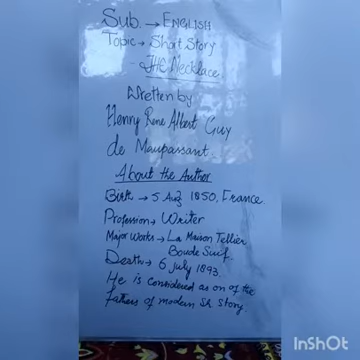 Sub. → ENGLISH
Topic → Short Story
- THE Necklace
Wretten by
Henry Rene Albert Guy
de Maupassant
About the Author
Birth → 5 Aug 1850, France
Profession → Writer
Major Works → La Maison Tellier
Boude Suif
Death → 6 july 1893.
He is considered as on of the
fathers of modern Sh. Story
InShOt